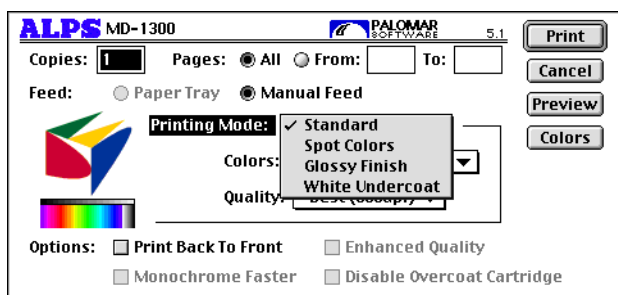 ALPS MD-1300 PALOMAR SOFTWARE 5.1
Print
Copies: 1 Pages: All From: To:
Cancel
Feed: Paper Tray Manual Feed
Preview
Printing Mode: ✓ Standard
Colors
Spot Colors
Colors: Glossy Finish
White Undercoat
Quality:
Options: Print Back To Front Enhanced Quality
Monochrome Faster Disable Overcoat Cartridge